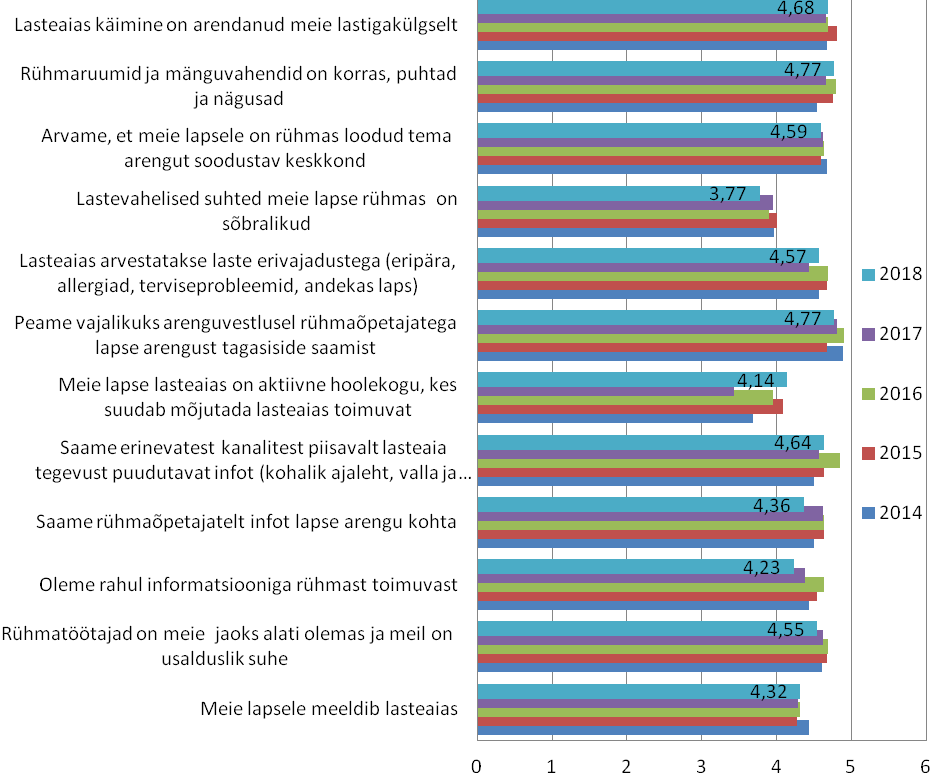 Lasteaias käimine on arendanud meie lastigakülgselt
4,68
Rühmaruumid ja mänguvahendid on korras, puhtad
ja nägusad
4,77
Arvame, et meie lapsele on rühmas loodud tema
arengut soodustav keskkond
4,59
Lastevahelised suhted meie lapse rühmas on
sõbralikud
3,77
Lasteaias arvestatakse laste erivajadustega (eripära,
allergiad, terviseprobleemid, andekas laps)
4,57
Peame vajalikuks arenguvestlusel rühmaõpetajatega
lapse arengust tagasiside saamist
4,77
Meie lapse lasteaias on aktiivne hoolekogu, kes
suudab mõjutada lasteaias toimuvat
4,14
Saame erinevatest kanalitest piisavalt lasteaia
tegevust puudutavat infot (kohalik ajaleht, valla ja...
4,64
Saame rühmaõpetajatelt infot lapse arengu kohta
4,36
Oleme rahul informatsiooniga rühmast toimuvast
4,23
Rühmatöötajad on meie jaoks alati olemas ja meil on
usalduslik suhe
4,55
Meie lapsele meeldib lasteaias
4,32
0 1 2 3 4 5 6
2018
2017
2016
2015
2014